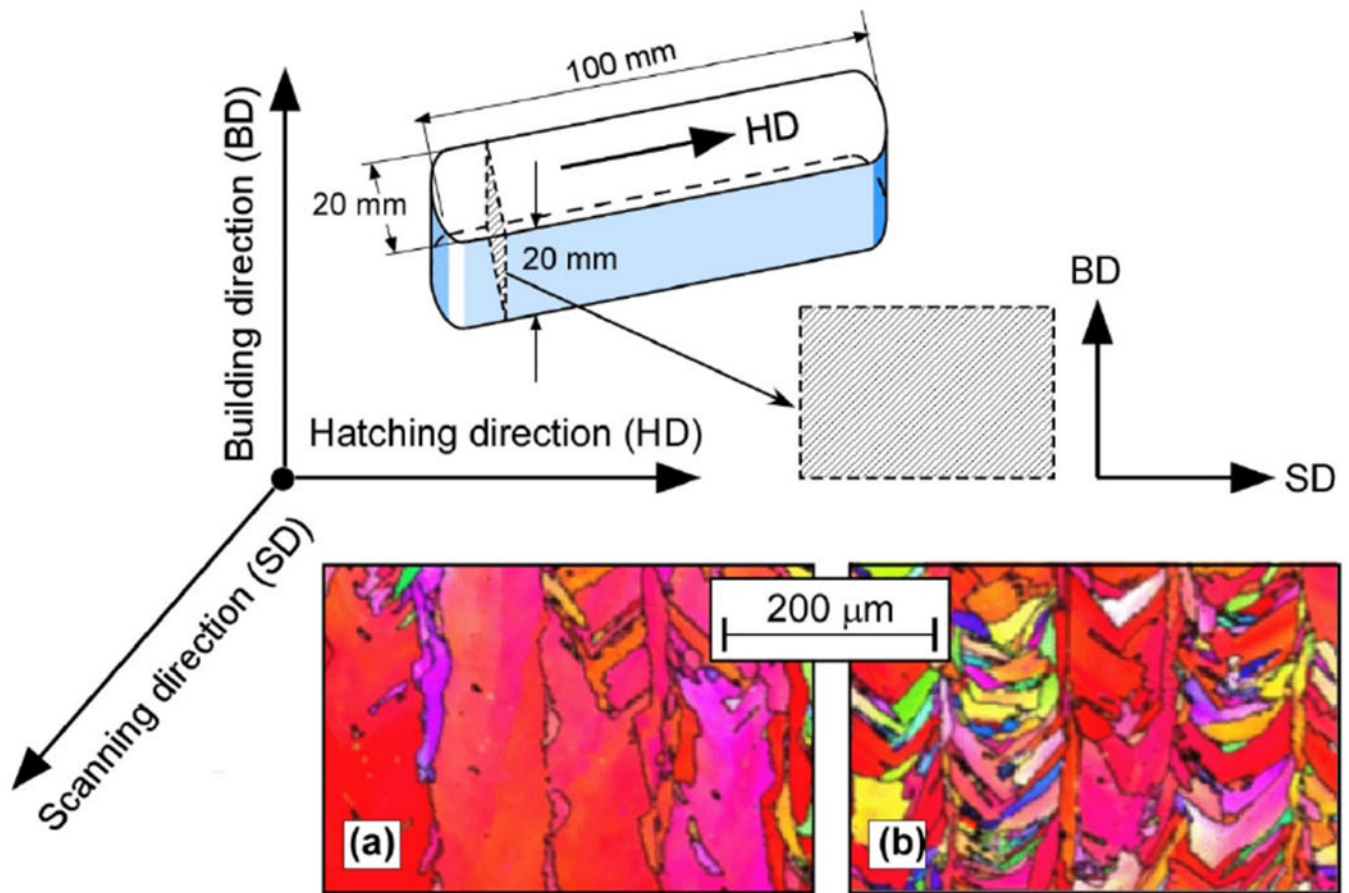 100 mm
HD
20 mm
20 mm
Building direction (BD)
Hatching direction (HD)
Scanning direction (SD)
BD
SD
200 μm
(a)
(b)